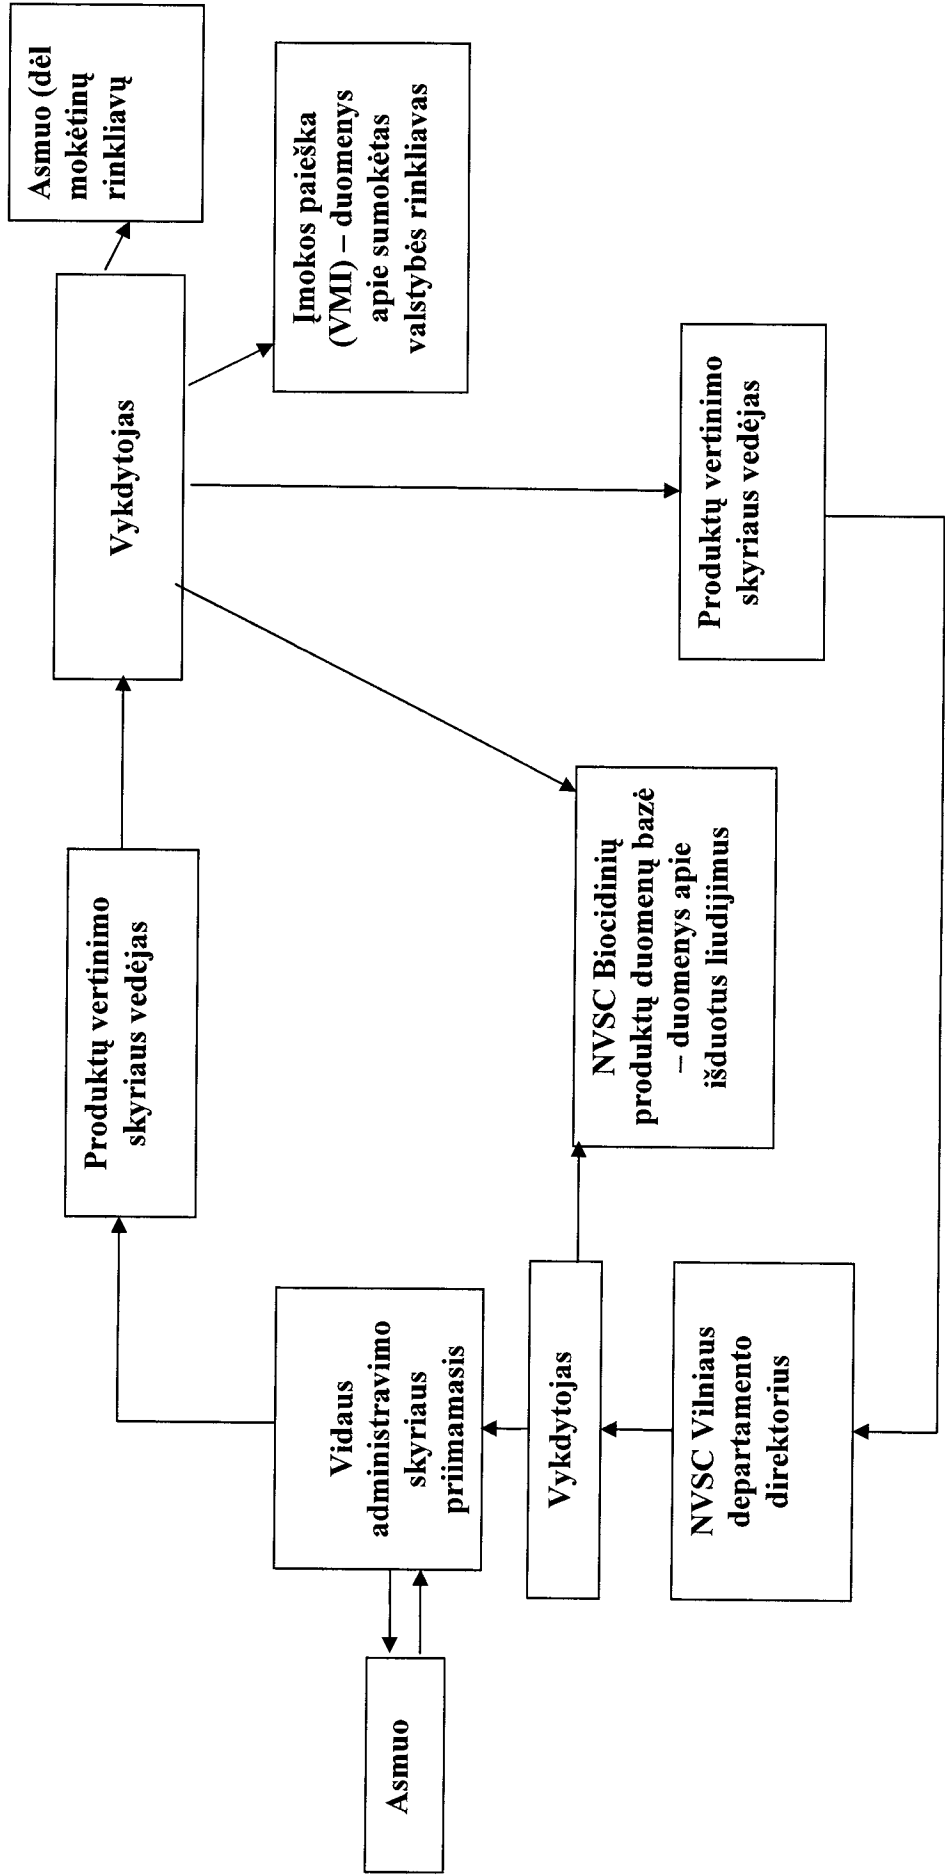 Asmuo
Vidaus
administravimo
skyriaus
priimamasis
Produktų vertinimo
skyriaus vedėjas
Vykdytojas
Asmuo (dėl
mokėtinų
rinkliavų
Įmokos paieška
(VMI) – duomenys
apie sumokėtas
valstybės rinkliavas
Vykdytojas
NVSC Biocidinių
produktų duomenų bazė
– duomenys apie
išduotus liudijimus
NVSC Vilniaus
departamento
direktorius
Produktų vertinimo
skyriaus vedėjas